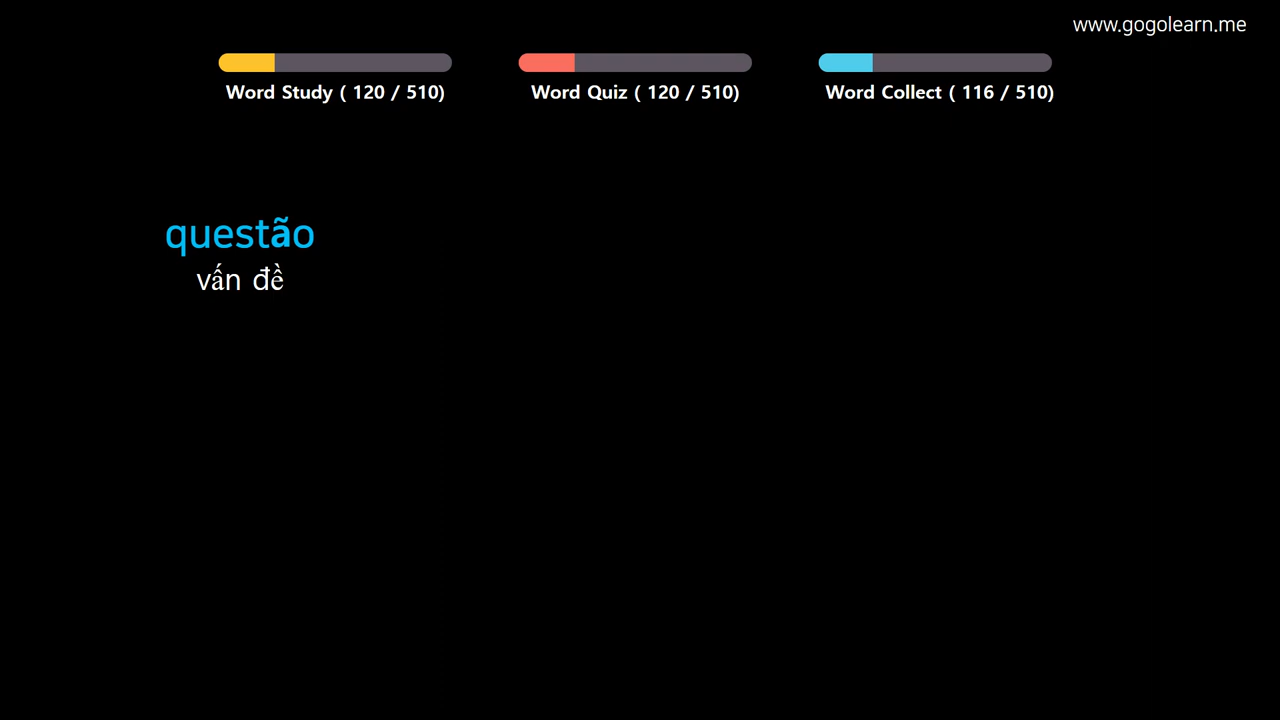 www.gogolearn.me
Word Study ( 120 / 510)
Word Quiz ( 120 / 510)
Word Collect ( 116 / 510)
questão
vấn đề